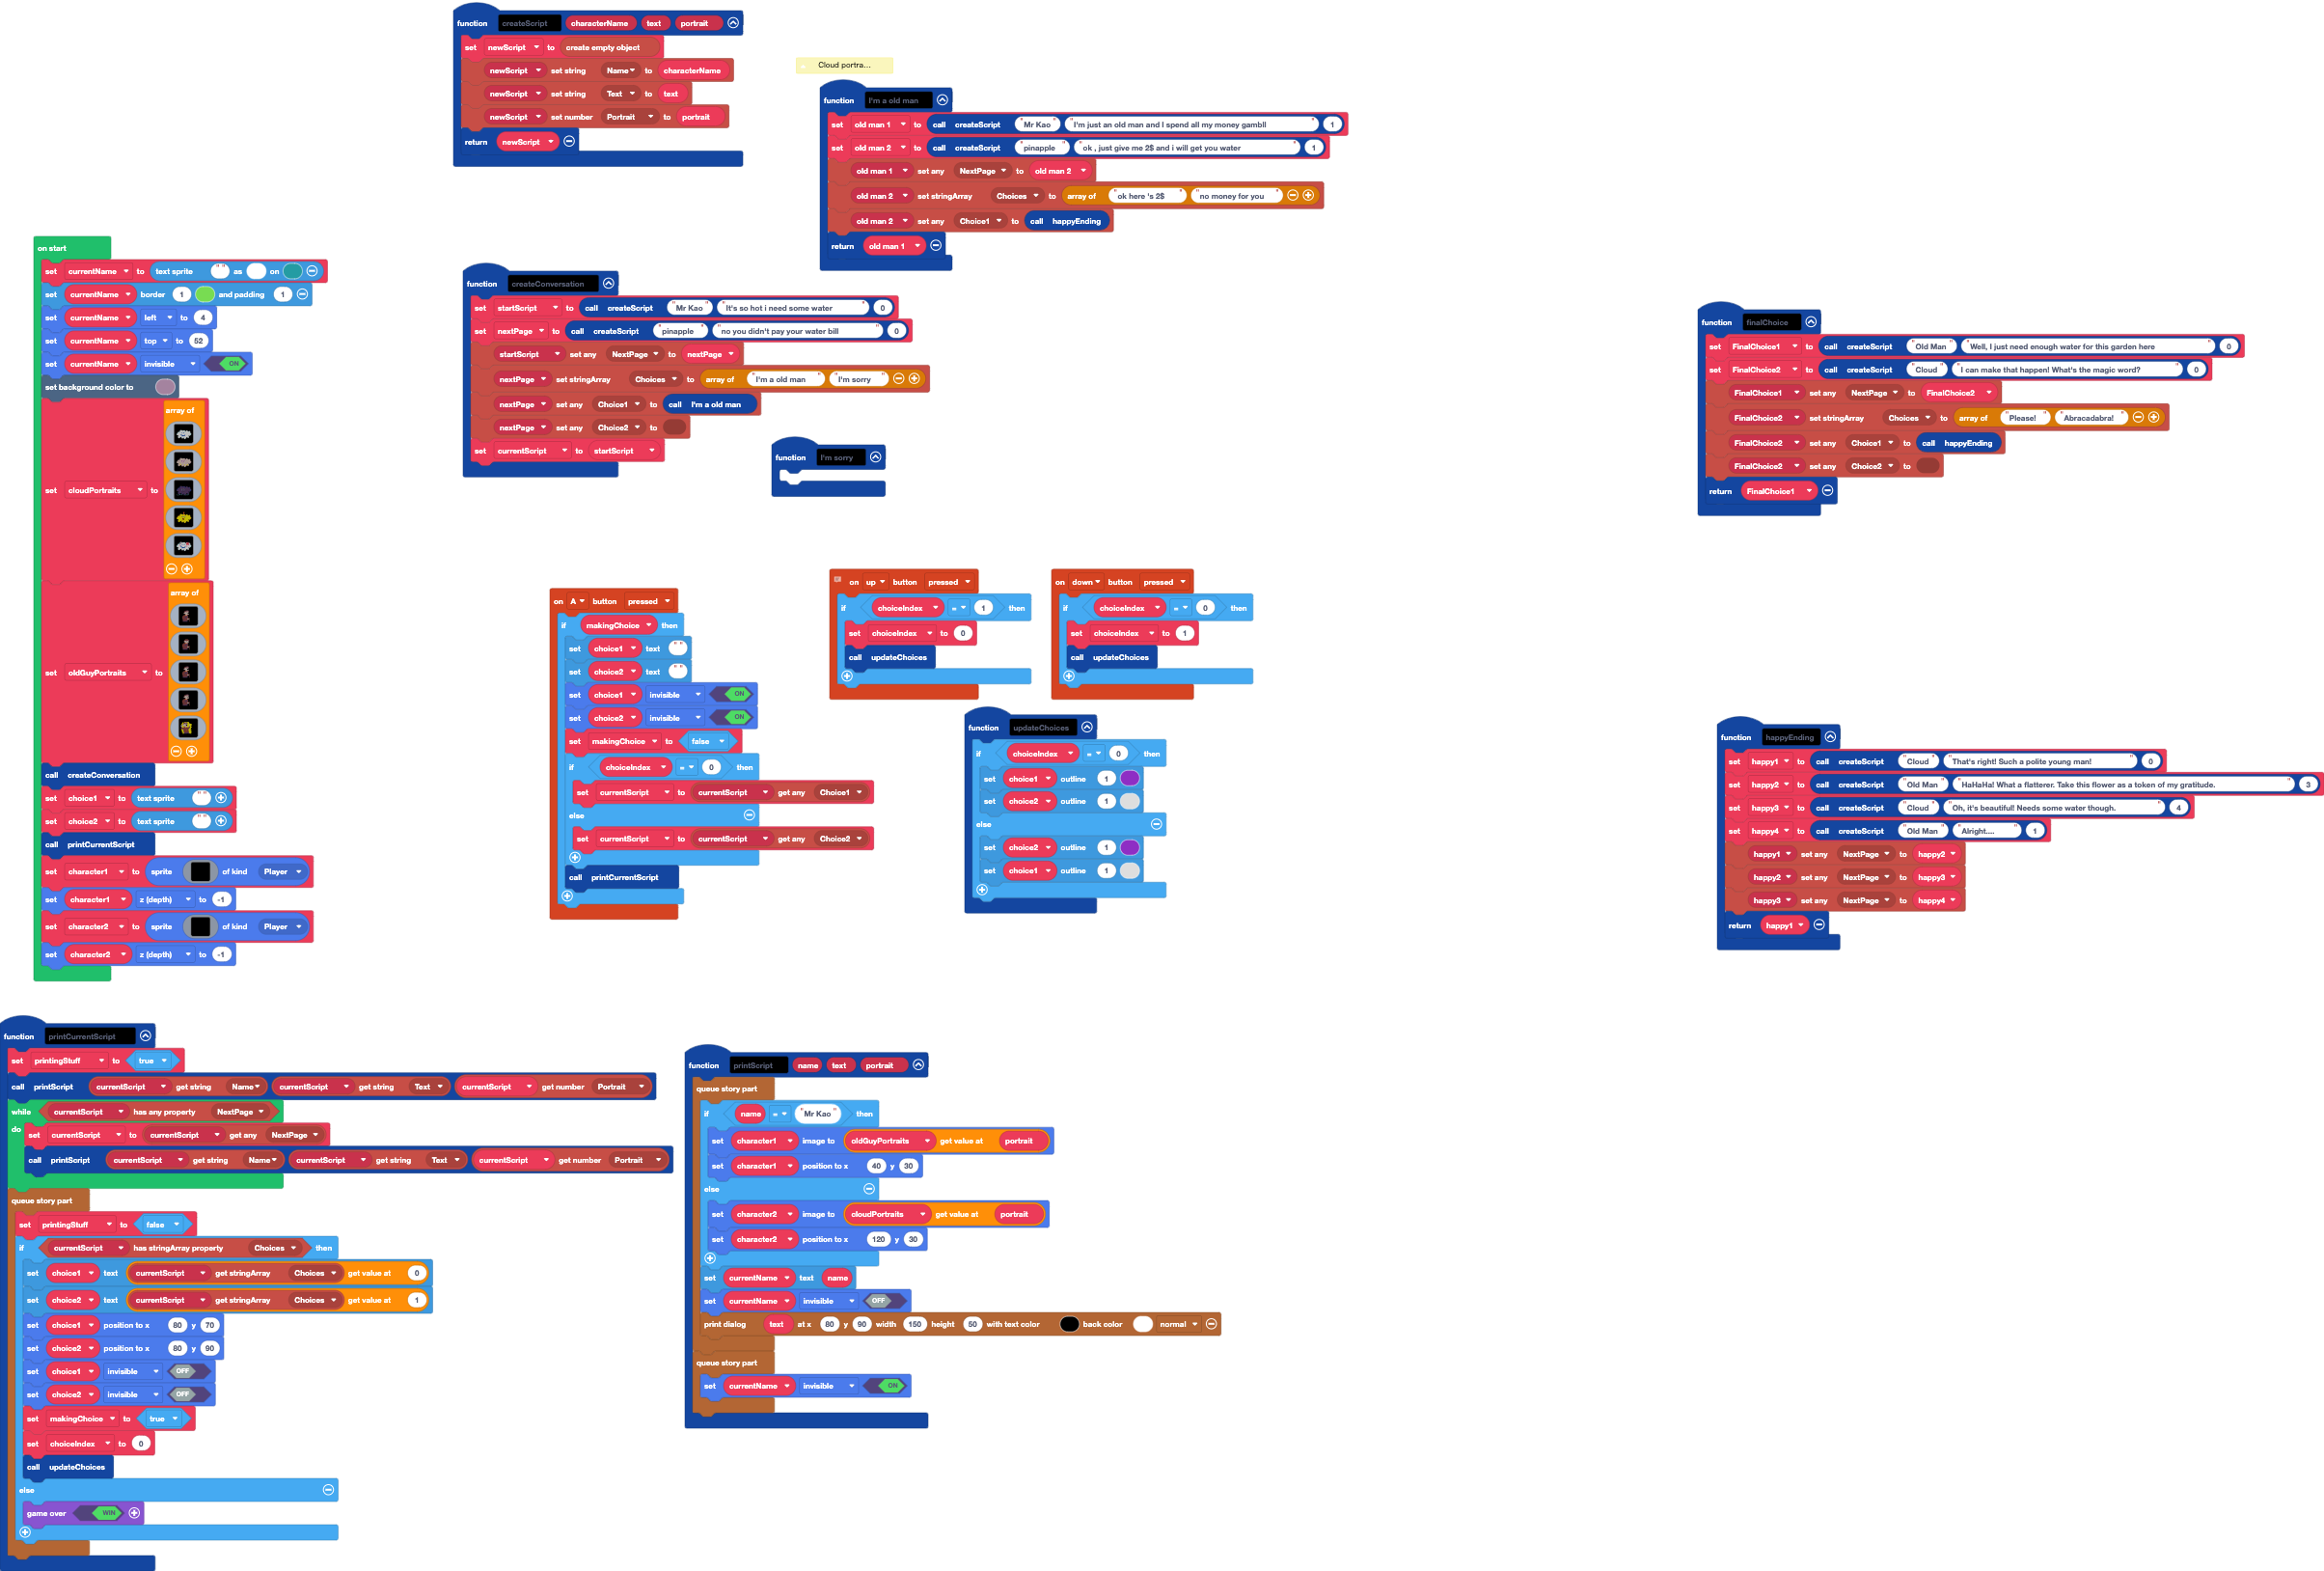 function createScript characterName text portrait
set newScript to create empty object
newScript set string Name to characterName
newScript set string Text to text
newScript set number Portrait to portrait
return newScript
Cloud portra...
function I'm a old man
set old man 1 to call createScript "Mr Kao" "I'm just an old man and I spend all my money gambll" 1
set old man 2 to call createScript "pinapple" "ok , just give me 2$ and i will get you water" 1
old man 1 set any NextPage to old man 2
old man 2 set stringArray Choices to array of "ok here 's 2$" "no money for you"
old man 2 set any Choice1 to call happyEnding
return old man 1
on start
set currentName to text sprite "" as on
set currentName border 1 and padding 1
set currentName left to 4
set currentName top to 52
set currentName invisible ON
set background color to
set cloudPortraits to array of
set oldGuyPortraits to array of
call createConversation
set choice1 to text sprite ""
set choice2 to text sprite ""
call printCurrentScript
set character1 to sprite of kind Player
set character1 z (depth) to -1
set character2 to sprite of kind Player
set character2 z (depth) to -1
function createConversation
set startScript to call createScript "Mr Kao" "It's so hot i need some water" 0
set nextPage to call createScript "pinapple" "no you didn't pay your water bill" 0
startScript set any NextPage to nextPage
nextPage set stringArray Choices to array of "I'm a old man" "I'm sorry"
nextPage set any Choice1 to call I'm a old man
nextPage set any Choice2 to
set currentScript to startScript
function I'm sorry
function finalChoice
set FinalChoice1 to call createScript "Old Man" "Well, I just need enough water for this garden here" 0
set FinalChoice2 to call createScript "Cloud" "I can make that happen! What's the magic word?" 0
FinalChoice1 set any NextPage to FinalChoice2
FinalChoice2 set stringArray Choices to array of "Please!" "Abracadabra!"
FinalChoice2 set any Choice1 to call happyEnding
FinalChoice2 set any Choice2 to
return FinalChoice1
on A button pressed
if makingChoice then
set choice1 text ""
set choice2 text ""
set choice1 invisible ON
set choice2 invisible ON
set makingChoice to false
if choiceIndex = 0 then
set currentScript to currentScript get any Choice1
else
set currentScript to currentScript get any Choice2
call printCurrentScript
on up button pressed
if choiceIndex = 1 then
set choiceIndex to 0
call updateChoices
on down button pressed
if choiceIndex = 0 then
set choiceIndex to 1
call updateChoices
function updateChoices
if choiceIndex = 0 then
set choice1 outline 1
set choice2 outline 1
else
set choice2 outline 1
set choice1 outline 1
function happyEnding
set happy1 to call createScript "Cloud" "That's right! Such a polite young man!" 0
set happy2 to call createScript "Old Man" "HaHaHa! What a flatterer. Take this flower as a token of my gratitude." 3
set happy3 to call createScript "Cloud" "Oh, it's beautiful! Needs some water though." 4
set happy4 to call createScript "Old Man" "Alright...." 1
happy1 set any NextPage to happy2
happy2 set any NextPage to happy3
happy3 set any NextPage to happy4
return happy1
function printCurrentScript
set printingStuff to true
call printScript currentScript get string Name currentScript get string Text currentScript get number Portrait
while currentScript has any property NextPage
do set currentScript to currentScript get any NextPage
call printScript currentScript get string Name currentScript get string Text currentScript get number Portrait
queue story part
set printingStuff to false
if currentScript has stringArray property Choices then
set choice1 text currentScript get stringArray Choices get value at 0
set choice2 text currentScript get stringArray Choices get value at 1
set choice1 position to x 80 y 70
set choice2 position to x 80 y 90
set choice1 invisible OFF
set choice2 invisible OFF
set makingChoice to true
set choiceIndex to 0
call updateChoices
else
game over WIN
function printScript name text portrait
queue story part
if name = "Mr Kao" then
set character1 image to oldGuyPortraits get value at portrait
set character1 position to x 40 y 30
else
set character2 image to cloudPortraits get value at portrait
set character2 position to x 120 y 30
set currentName text name
set currentName invisible OFF
print dialog text at x 80 y 90 width 150 height 50 with text color back color normal
queue story part
set currentName invisible ON